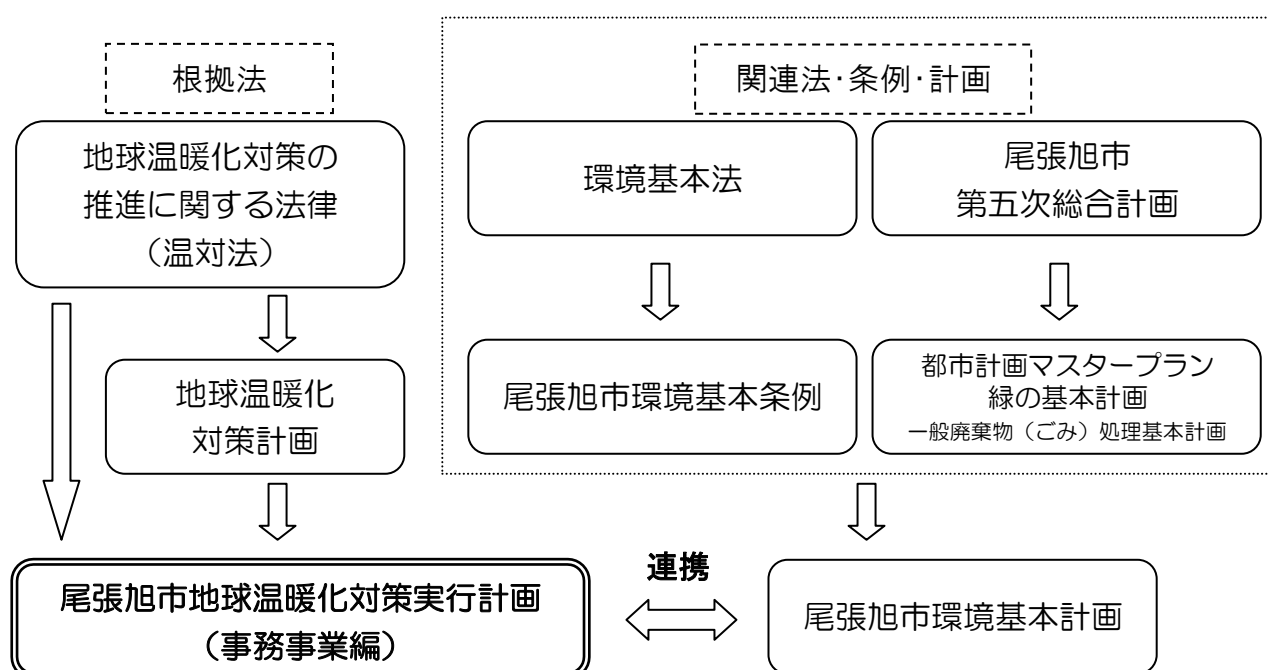 根拠法
地球温暖化対策の
推進に関する法律
（温対法）
地球温暖化
対策計画
関連法・条例・計画
環境基本法
尾張旭市
第五次総合計画
尾張旭市環境基本条例
都市計画マスタープラン
緑の基本計画
一般廃棄物（ごみ）処理基本計画
尾張旭市地球温暖化対策実行計画
（事務事業編）
連携
尾張旭市環境基本計画